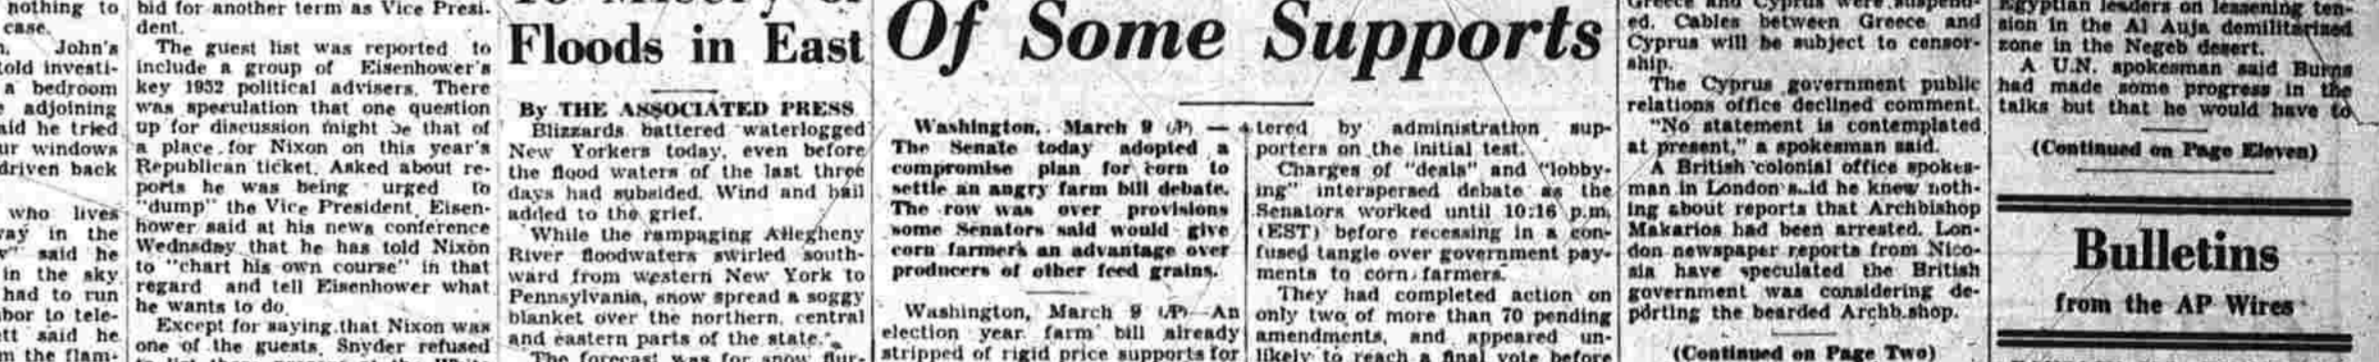 nothing to
case.
John's
told investi-
a bedroom
adjoining
said he tried
windows
driven back
who lives
in the
said he
in the sky
had to run
to tele-
said he
the flam-
bid for another term as Vice Presi-
dent.
The guest list was reported to
include a group of Eisenhower's
key 1952 political advisers. There
was speculation that one question
up for discussion might be that of
a place for Nixon on this year's
Republican ticket. Asked about re-
ports he was being urged to
"dump" the Vice President, Eisen-
hower said at his news conference
Wednsday that he has told Nixon
to "chart his own course" in that
regard and tell Eisenhower what
he wants to do.
Except for saying that Nixon was
one of the guests, Snyder refused
To Misery of
Floods in East
By THE ASSOCIATED PRESS
Blizzards battered waterlogged
New Yorkers today, even before
the flood waters of the last three
days had subsided. Wind and hail
added to the grief.
While the rampaging Allegheny
River floodwaters swirled south-
ward from western New York to
Pennsylvania, snow spread a soggy
blanket over the northern, central
and eastern parts of the state.
The forecast was for snow flur-
Of Some Supports
Washington, March 9 (AP) —
The Senate today adopted a
compromise plan for corn to
settle an angry farm bill debate.
The row was over provisions
some Senators said would give
corn farmers an advantage over
producers of other feed grains.
Washington, March 9 (AP)—An
election year farm bill already
stripped of rigid price supports for
tered by administration sup-
porters on the initial test.
Charges of "deals" and "lobby-
ing" interspersed debate as the
Senators worked until 10:16 p.m.
(EST) before recessing in a con-
fused tangle over government pay-
ments to corn farmers.
They had completed action on
only two of more than 70 pending
amendments, and appeared un-
likely to reach a final vote before
Greece and Cyprus were suspend-
ed. Cables between Greece and
Cyprus will be subject to censor-
ship.
The Cyprus government public
relations office declined comment.
"No statement is contemplated
at present," a spokesman said.
A British colonial office spokes-
man in London said he knew noth-
ing about reports that Archbishop
Makarios had been arrested. Lon-
don newspaper reports from Nico-
sia have speculated the British
government was considering de-
porting the bearded Archbishop.
(Continued on Page Two)
Egyptian leaders on lessening ten-
sion in the Al Auja demilitarized
zone in the Negeb desert.
A U.N. spokesman said Burns
had made some progress in the
talks but that he would have to
(Continued on Page Eleven)
Bulletins
from the AP Wires